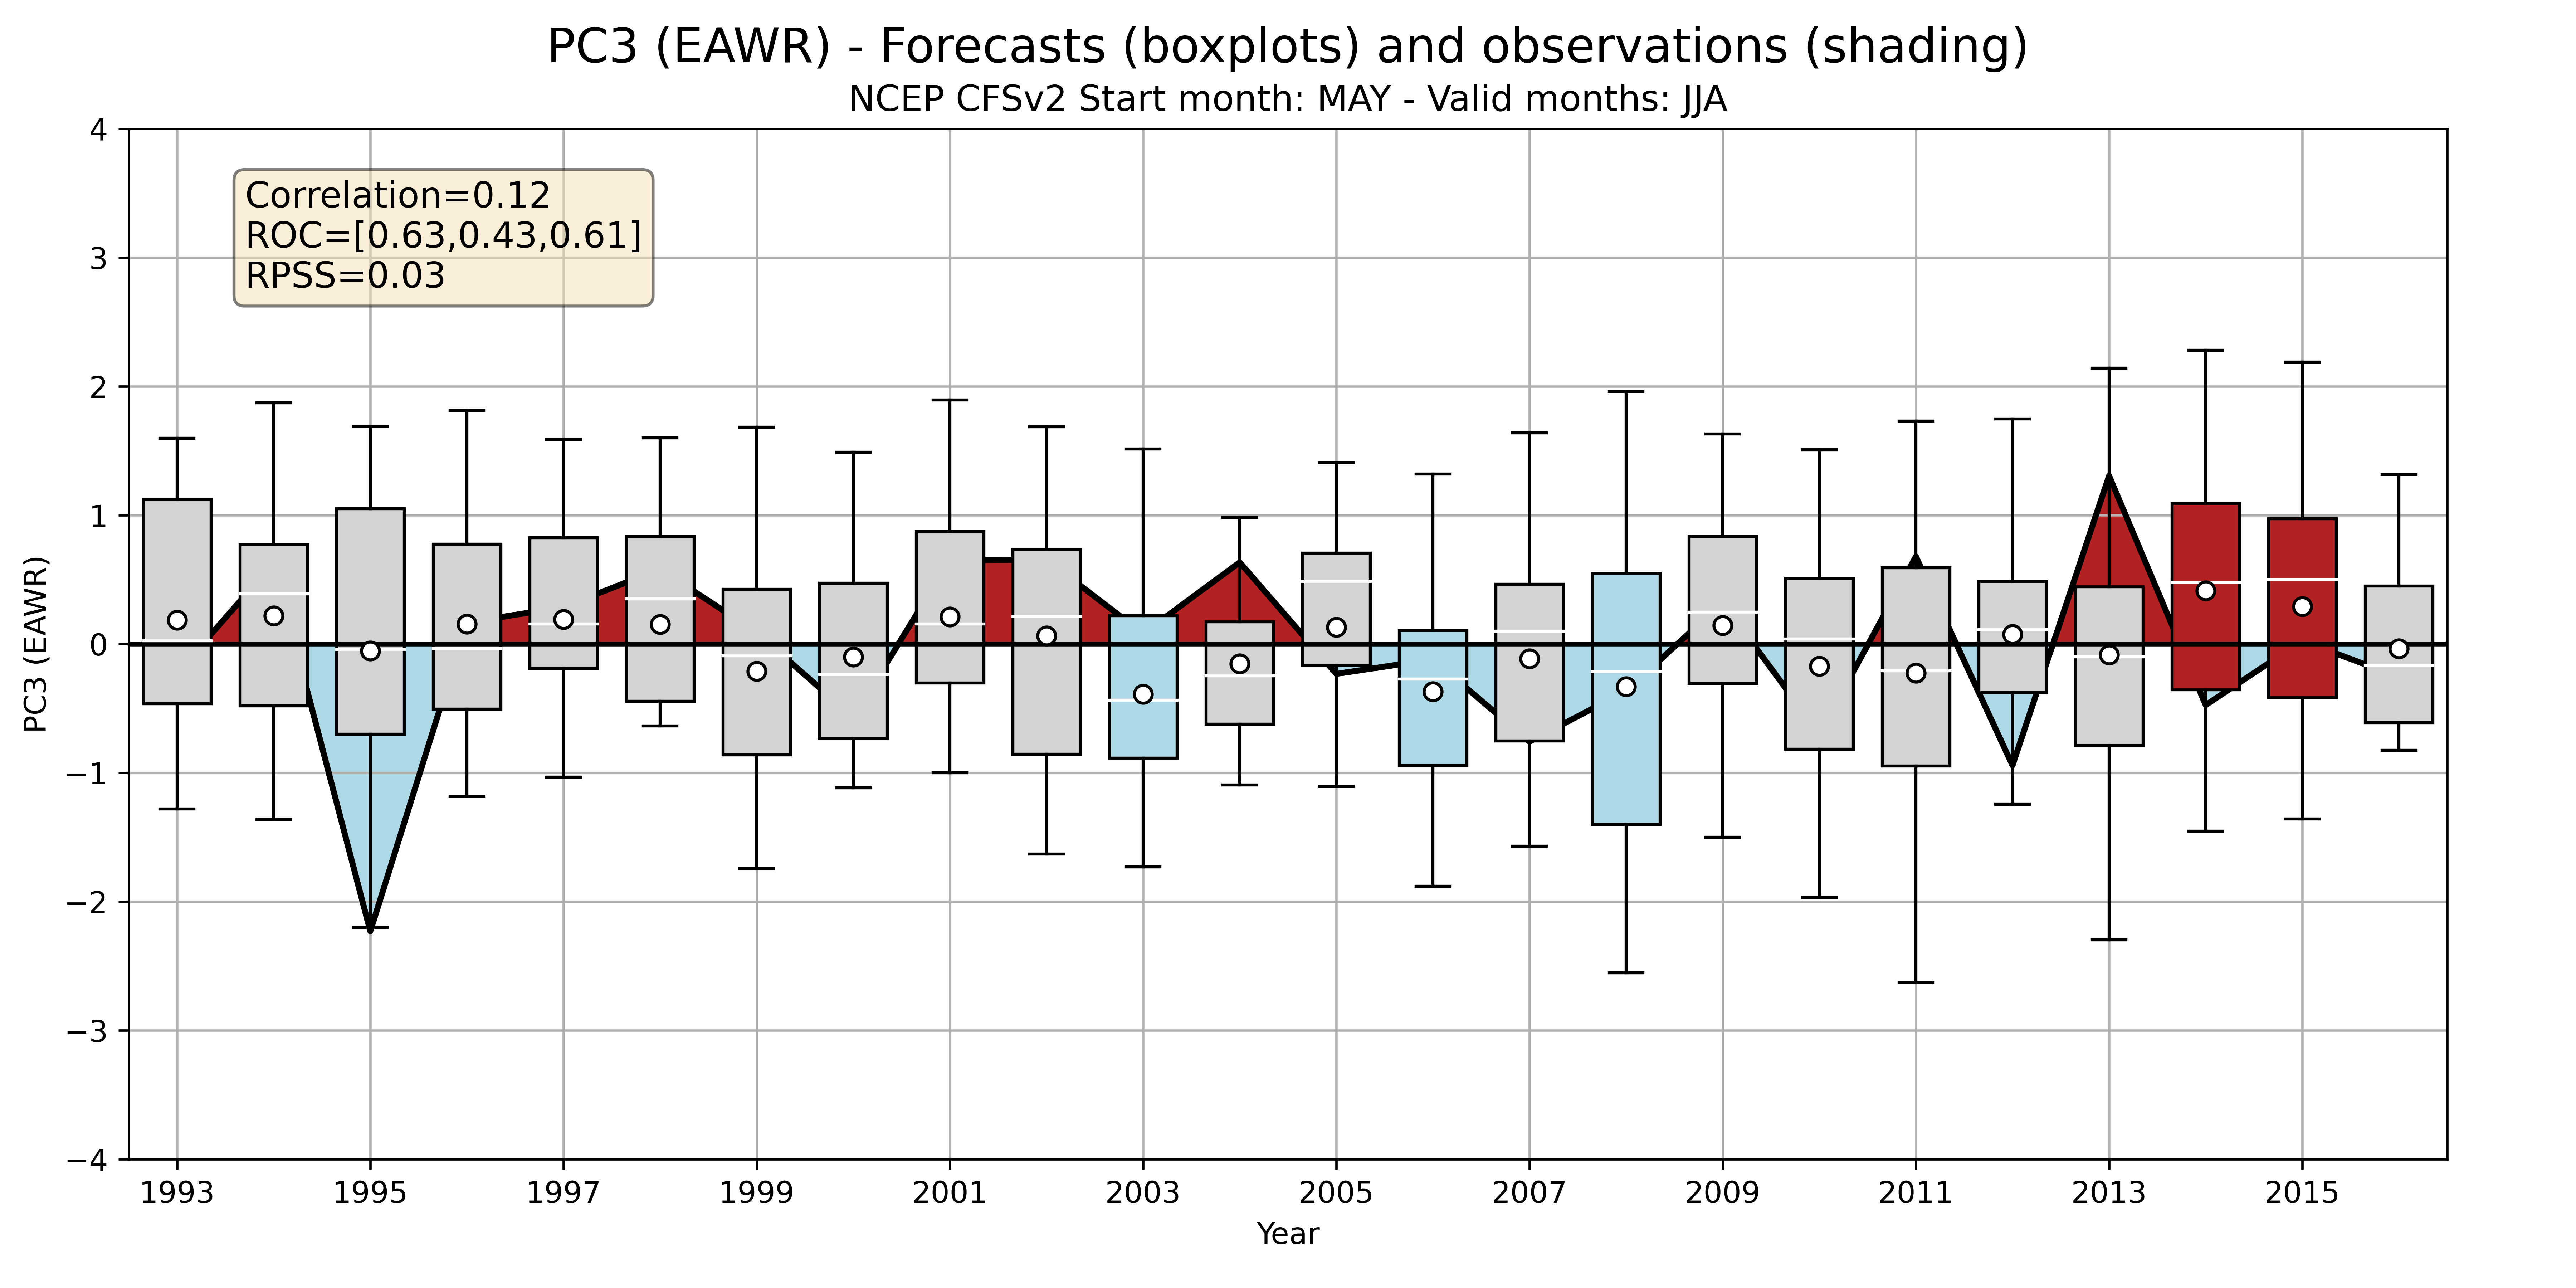 PC3 (EAWR) - Forecasts (boxplots) and observations (shading)
NCEP CFSv2 Start month: MAY - Valid months: JJA
Correlation=0.12
ROC=[0.63,0.43,0.61]
RPSS=0.03
PC3 (EAWR)
4
3
2
1
0
−1
−2
−3
−4
1993 1995 1997 1999 2001 2003 2005 2007 2009 2011 2013 2015
Year